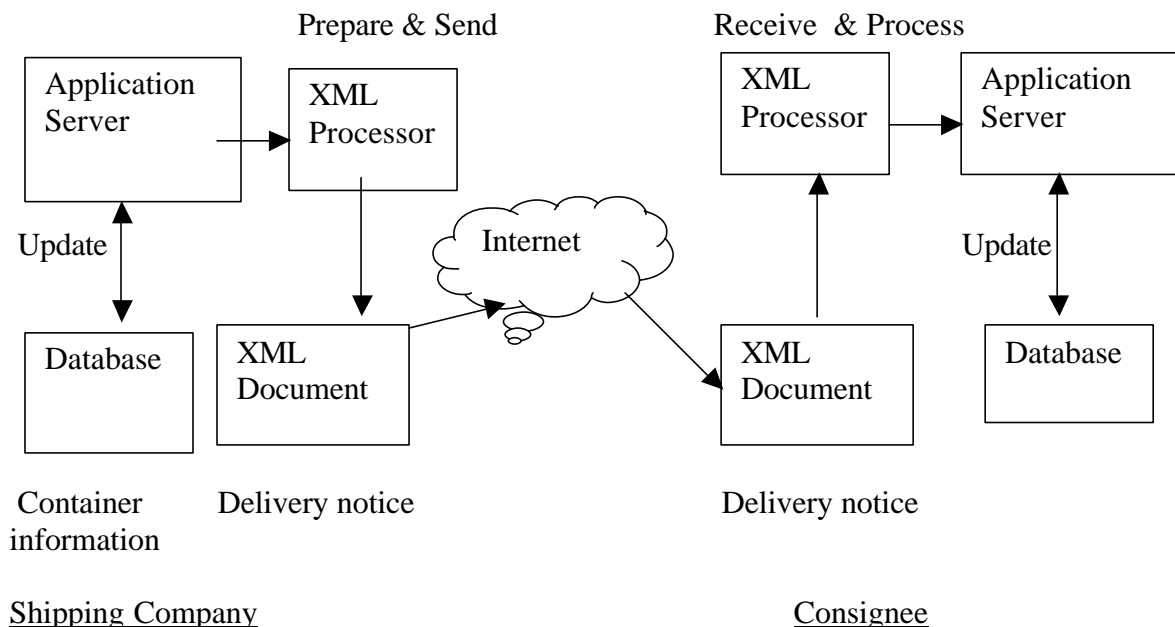 Prepare & Send
Receive & Process
Application
Server
XML
Processor
XML
Processor
Application
Server
Update
Internet
Update
Database
XML
Document
XML
Document
Database
Container
information
Delivery notice
Delivery notice
Shipping Company
Consignee